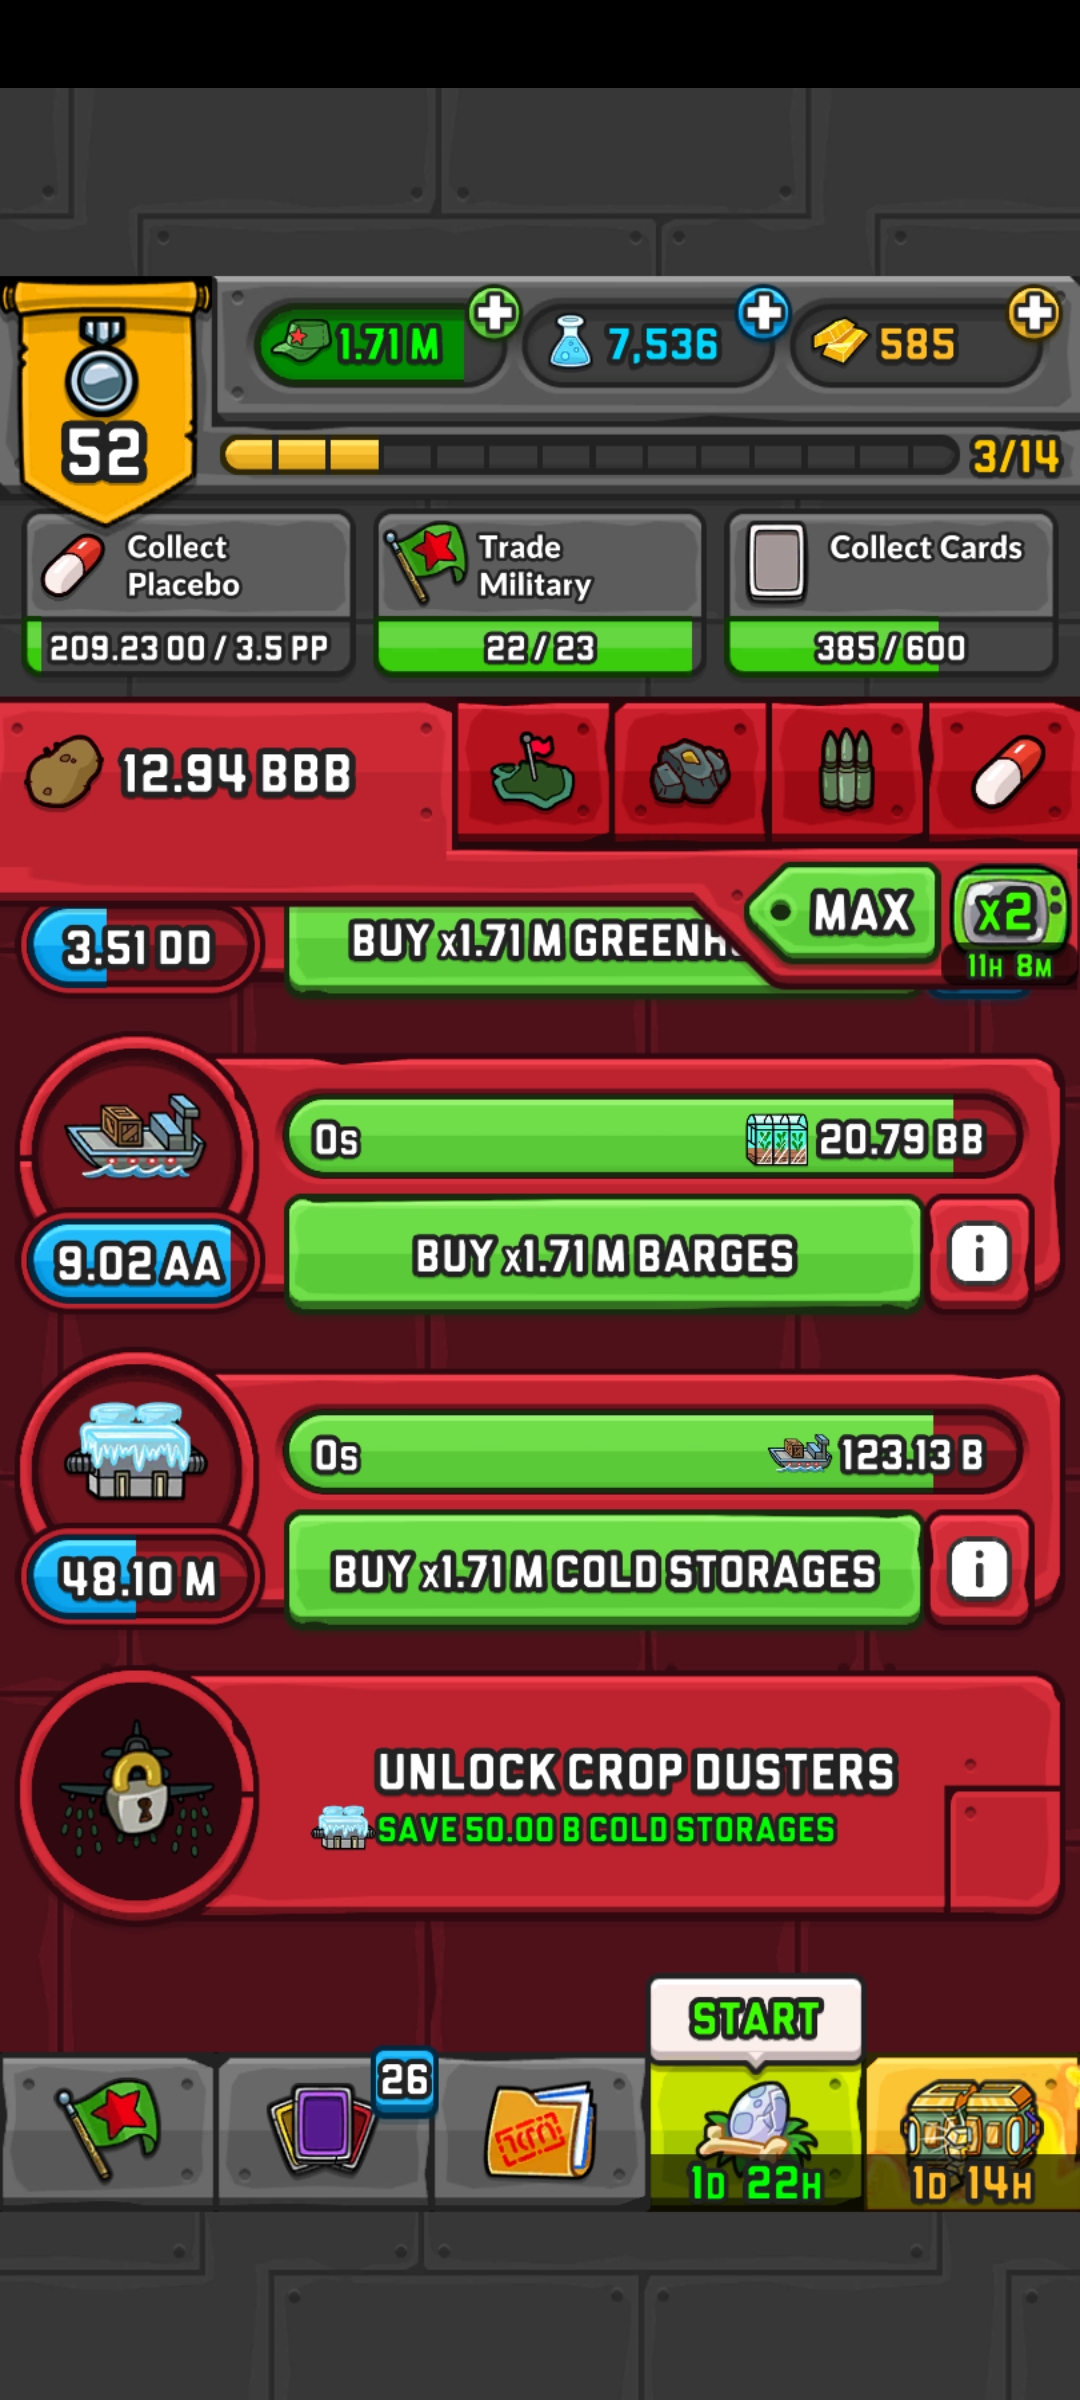 1.71 M
7,536
585
52
3/14
Collect
Placebo
Trade
Military
Collect Cards
209.23 OO / 3.5 PP
22 / 23
385 / 600
12.94 BBB
MAX
x2
11H 8M
3.51 DD
BUY x1.71 M GREENH
0s
20.79 BB
9.02 AA
BUY x1.71 M BARGES
i
0s
123.13 B
48.10 M
BUY x1.71 M COLD STORAGES
i
UNLOCK CROP DUSTERS
SAVE 50.00 B COLD STORAGES
START
26
1D 22H
1D 14H